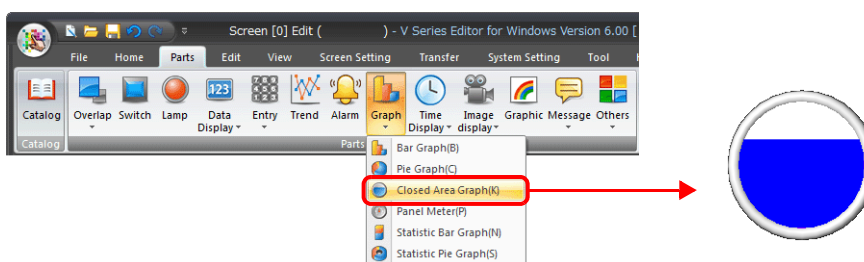 Screen [0] Edit (                ) - V Series Editor for Windows Version 6.00 [
File Home Parts Edit View Screen Setting Transfer System Setting Tool
Catalog Overlap Switch Lamp Data Display Entry Trend Alarm Graph Time Display Image display Graphic Message Others
Catalog Parts
Bar Graph(B)
Pie Graph(C)
Closed Area Graph(K)
Panel Meter(P)
Statistic Bar Graph(N)
Statistic Pie Graph(S)